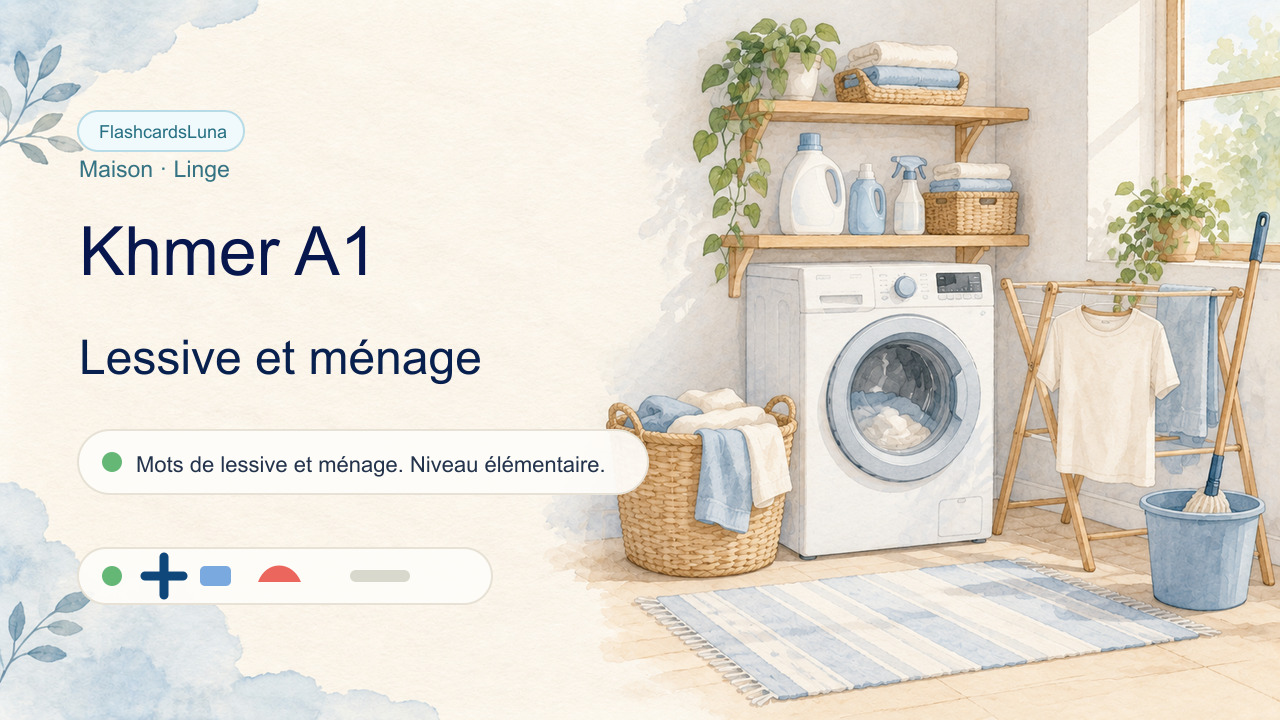 FlashcardsLuna
Maison · Linge
Khmer A1
Lessive et ménage
Mots de lessive et ménage. Niveau élémentaire.